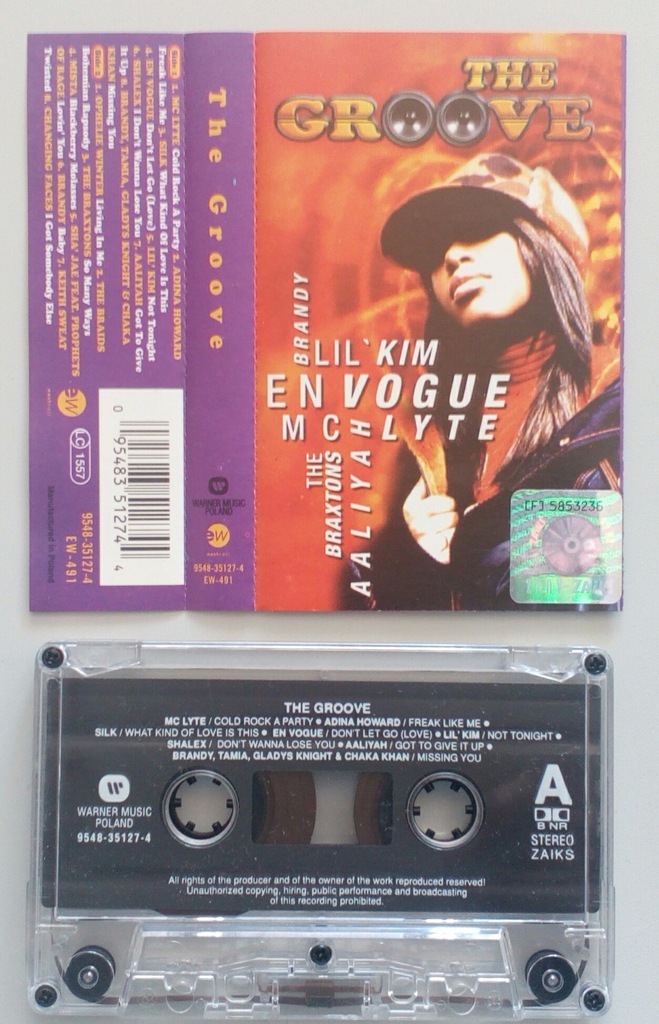 THE
GROOVE
BRANDY
LIL' KIM
EN VOGUE
MC LYTE
THE
BRAXTONS
AALIYAH
[F] 5853236
The Groove
WARNER MUSIC
POLAND
ew
9548-35127-4
EW-491
SIDE 1 1. MC LYTE Cold Rock A Party 2. ADINA HOWARD
Freak Like Me 3. SILK What Kind Of Love Is This
4. EN VOGUE Don't Let Go (Love) 5. LIL' KIM Not Tonight
6. SHALEX I Don't Wanna Lose You 7. AALIYAH Got To Give
It Up 8. BRANDY, TAMIA, GLADYS KNIGHT & CHAKA
KHAN Missing You
SIDE 2 1. OPHELIE WINTER Living In Me 2. THE BRAIDS
Bohemian Rapsody 3. THE BRAXTONS So Many Ways
4. MISTA Blackberry Molasses 5. SHA' JAE FEAT. PROPHETS
OF RAGE Lovin' You 6. BRANDY Baby 7. KEITH SWEAT
Twisted 8. CHANGING FACES I Got Somebody Else
0 95483 51274 4
ew
LC 1557
9548-35127-4
EW-491
Manufactured in Poland
THE GROOVE
MC LYTE / COLD ROCK A PARTY ● ADINA HOWARD / FREAK LIKE ME ●
SILK / WHAT KIND OF LOVE IS THIS ● EN VOGUE / DON'T LET GO (LOVE) ● LIL' KIM / NOT TONIGHT ●
SHALEX / DON'T WANNA LOSE YOU ● AALIYAH / GOT TO GIVE IT UP ●
BRANDY, TAMIA, GLADYS KNIGHT & CHAKA KHAN / MISSING YOU
WARNER MUSIC
POLAND
9548-35127-4
A
B NR
STEREO
ZAIKS
All rights of the producer and of the owner of the work reproduced reserved!
Unauthorized copying, hiring, public performance and broadcasting
of this recording prohibited.